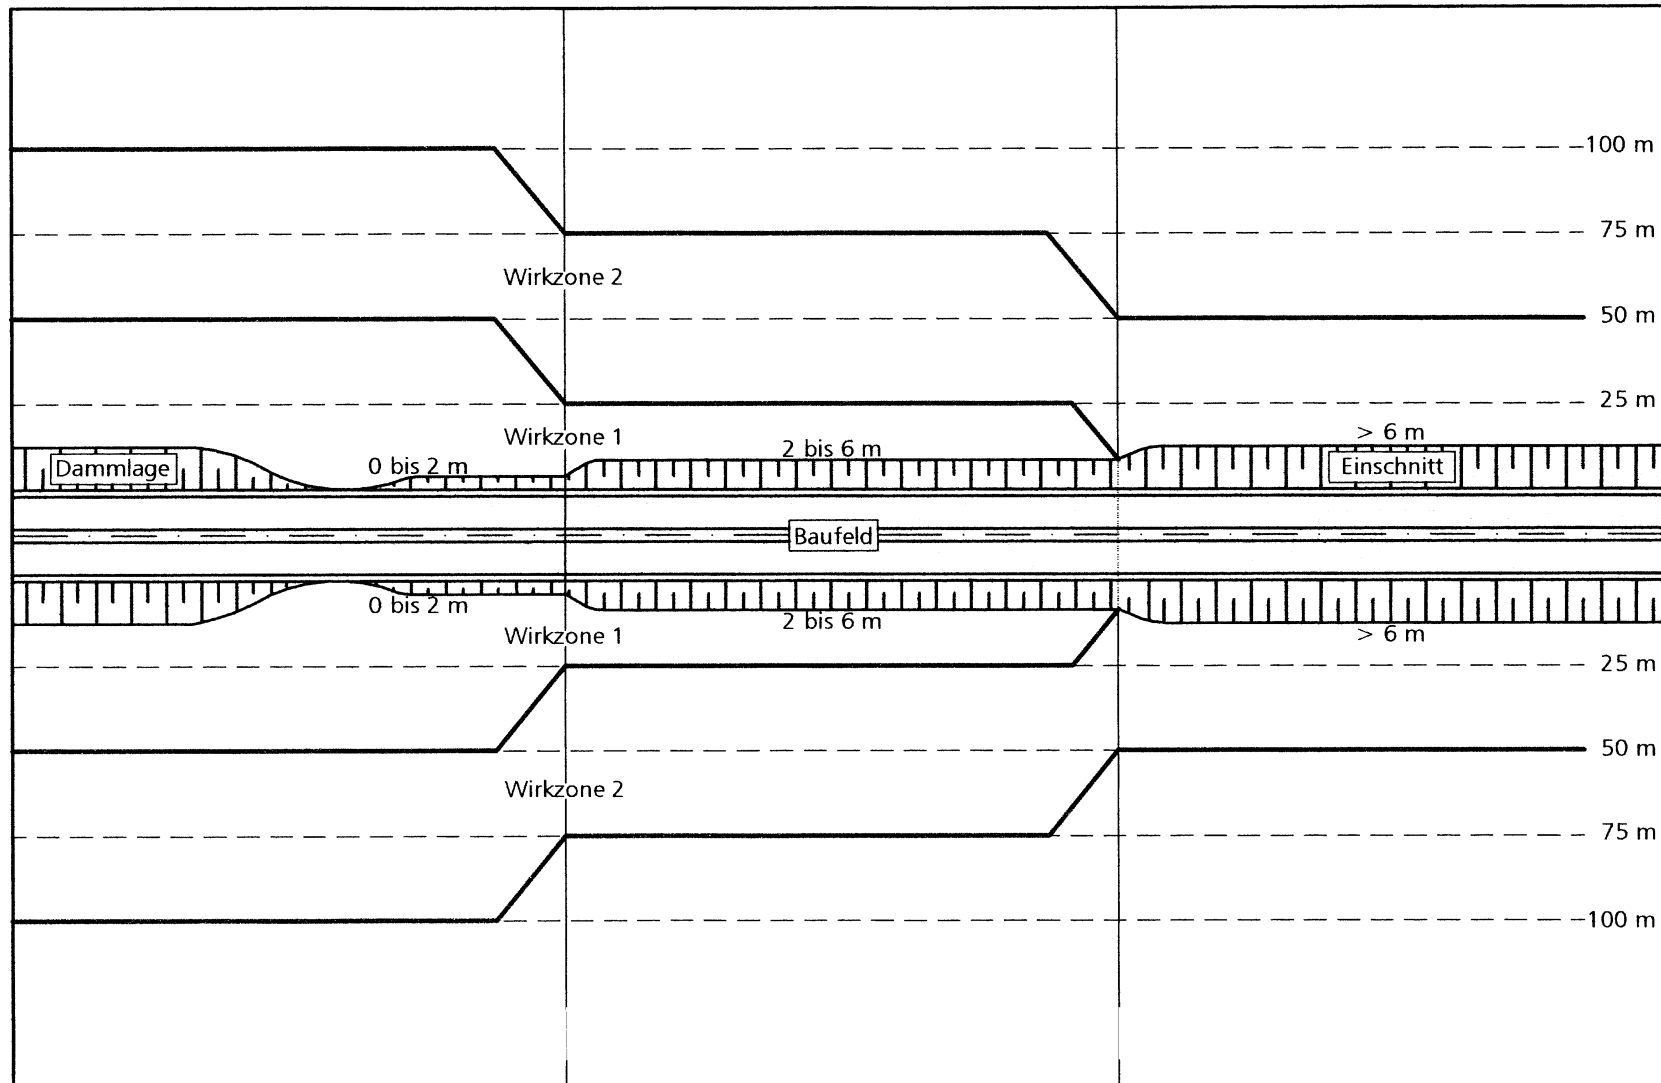 100 m
75 m
Wirkzone 2
50 m
25 m
Wirkzone 1
2 bis 6 m
> 6 m
Dammlage
0 bis 2 m
Einschnitt
Baufeld
0 bis 2 m
2 bis 6 m
Wirkzone 1
> 6 m
25 m
50 m
Wirkzone 2
75 m
100 m